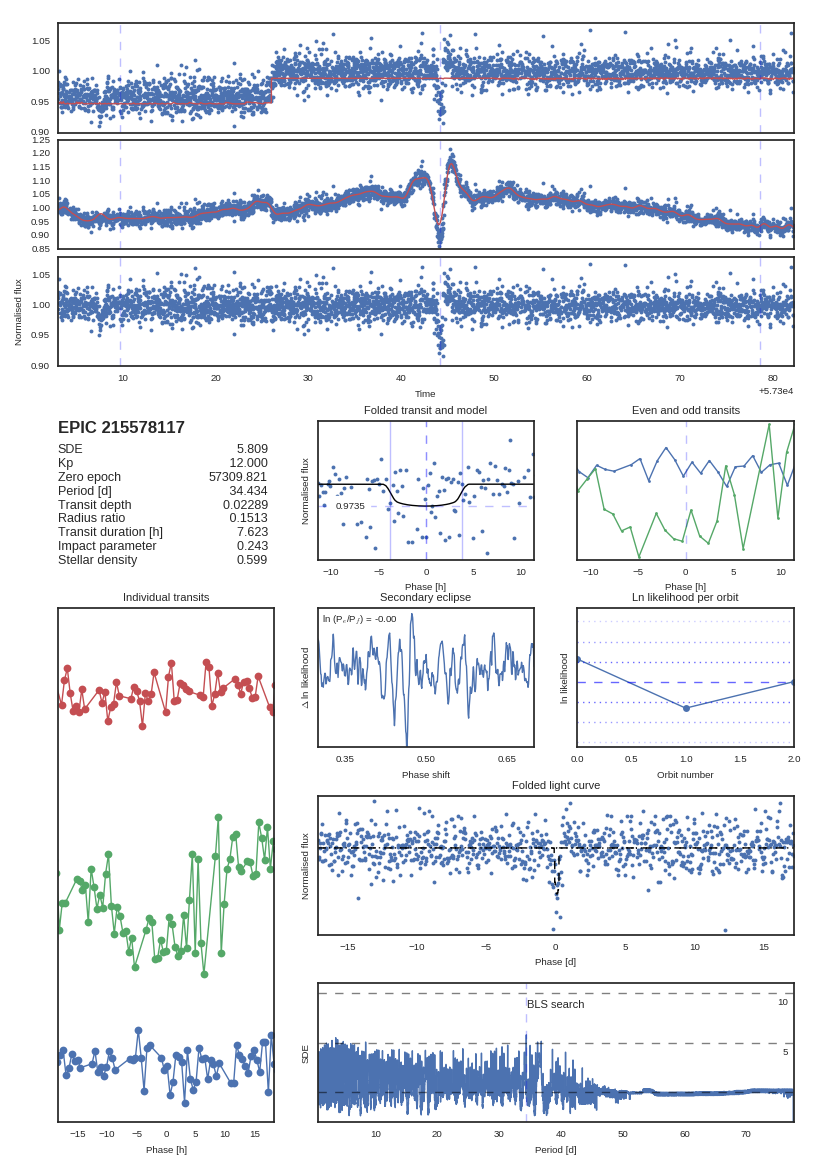 1.05
1.00
0.95
0.90
1.25
1.20
1.15
1.10
1.05
1.00
0.95
0.90
0.85
1.05
1.00
0.95
0.90
Normalised flux
10 20 30 40 50 60 70 80
Time
+5.73e4
EPIC 215578117
SDE 5.809
Kp 12.000
Zero epoch 57309.821
Period [d] 34.434
Transit depth 0.02289
Radius ratio 0.1513
Transit duration [h] 7.623
Impact parameter 0.243
Stellar density 0.599
Folded transit and model
Normalised flux
0.9735
−10 −5 0 5 10
Phase [h]
Even and odd transits
−10 −5 0 5 10
Phase [h]
Individual transits
−15 −10 −5 0 5 10 15
Phase [h]
Secondary eclipse
Δ ln likelihood
0.35 0.50 0.65
Phase shift
Ln likelihood per orbit
ln likelihood
0.0 0.5 1.0 1.5 2.0
Orbit number
Folded light curve
Normalised flux
−15 −10 −5 0 5 10 15
Phase [d]
BLS search
10
5
SDE
10 20 30 40 50 60 70
Period [d]